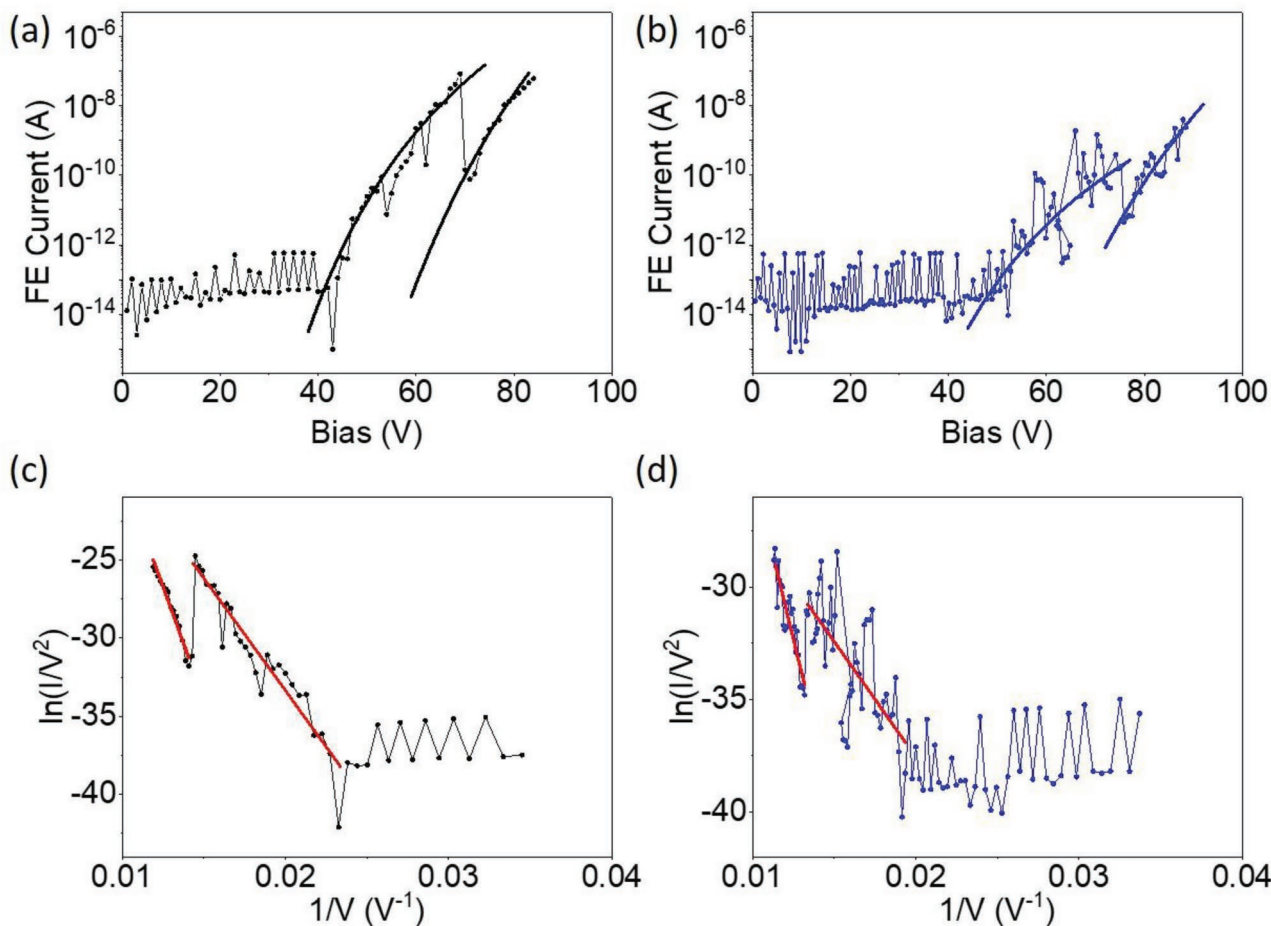 (a)
FE Current (A)
10⁻⁶
10⁻⁸
10⁻¹⁰
10⁻¹²
10⁻¹⁴
0 20 40 60 80 100
Bias (V)
(b)
FE Current (A)
10⁻⁶
10⁻⁸
10⁻¹⁰
10⁻¹²
10⁻¹⁴
0 20 40 60 80 100
Bias (V)
(c)
ln(I/V²)
-25
-30
-35
-40
0.01 0.02 0.03 0.04
1/V (V⁻¹)
(d)
ln(I/V²)
-30
-35
-40
0.01 0.02 0.03 0.04
1/V (V⁻¹)